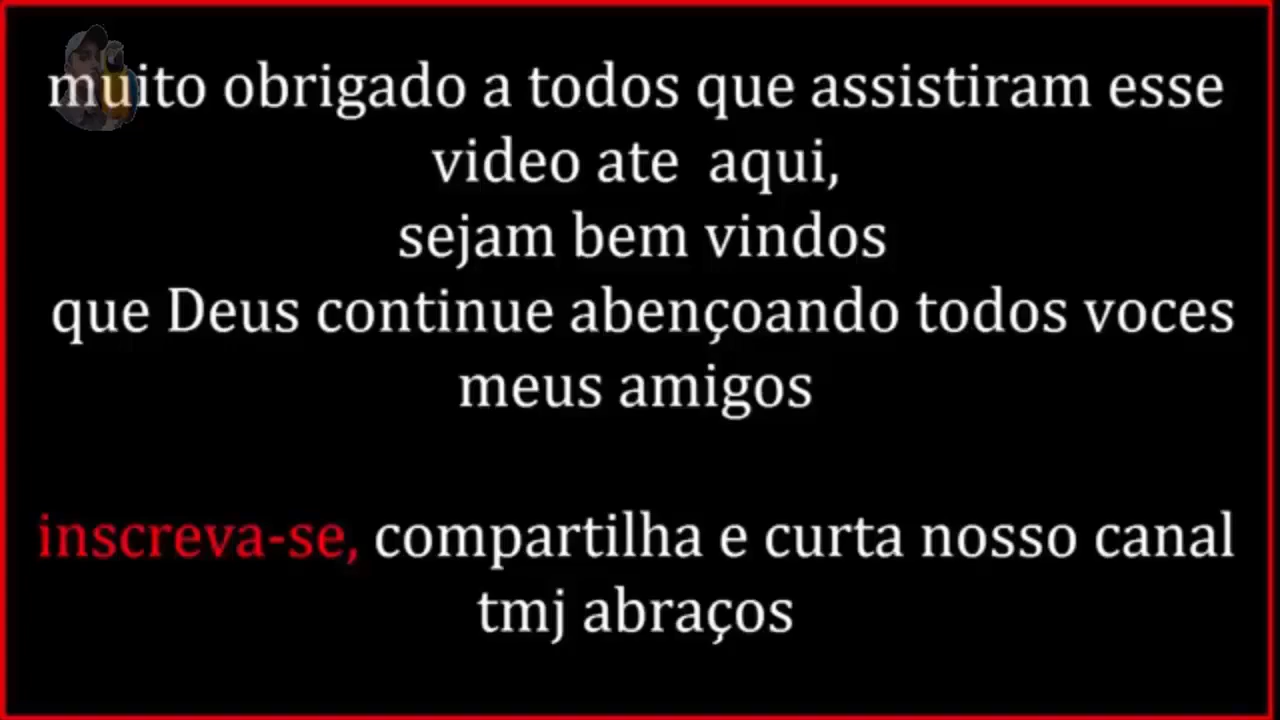 muito obrigado a todos que assistiram esse
video ate aqui,
sejam bem vindos
que Deus continue abençoando todos voces
meus amigos
inscreva-se, compartilha e curta nosso canal
tmj abraços